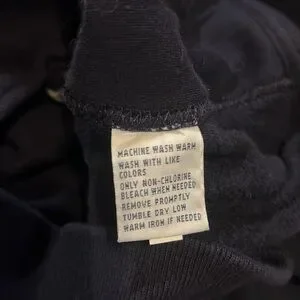 MACHINE WASH WARM
WASH WITH LIKE
COLORS
ONLY NON-CHLORINE
BLEACH WHEN NEEDED
REMOVE PROMPTLY
TUMBLE DRY LOW
WARM IRON IF NEEDED